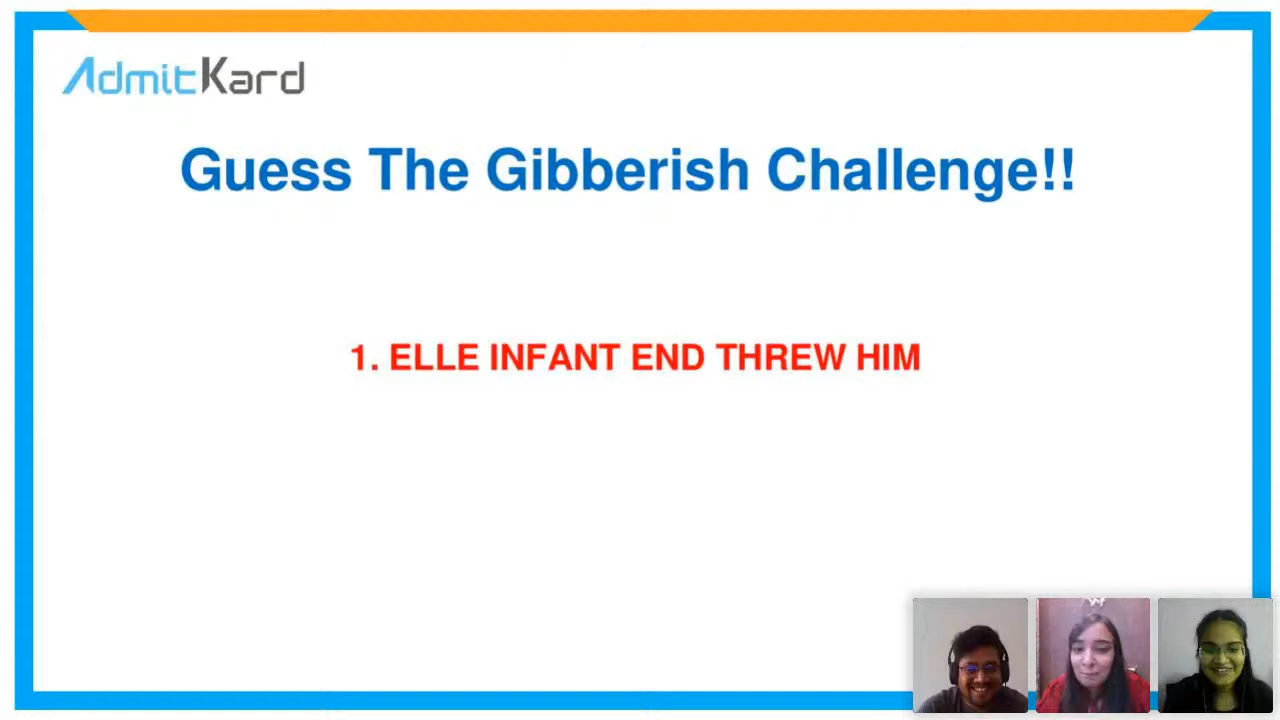 AdmitKard
Guess The Gibberish Challenge!!
1. ELLE INFANT END THREW HIM